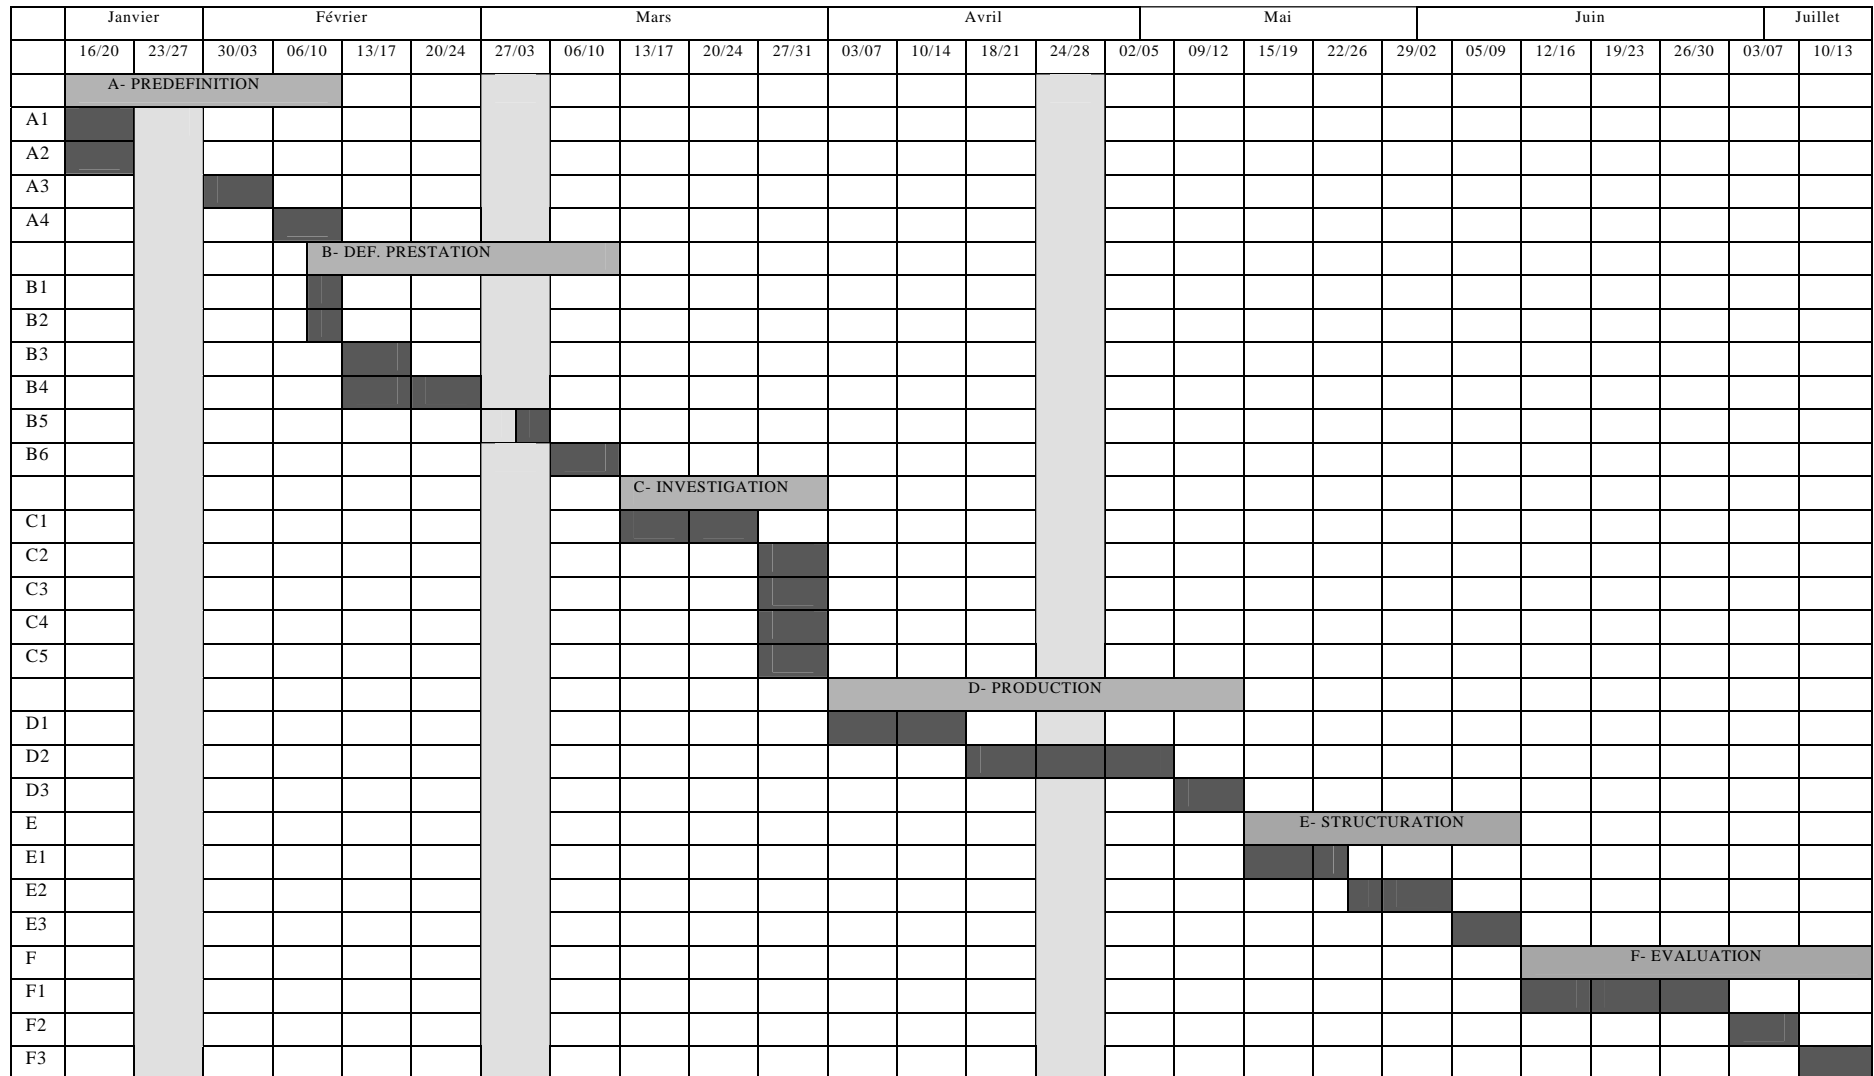 Janvier Février Mars Avril Mai Juin Juillet
16/20 23/27 30/03 06/10 13/17 20/24 27/03 06/10 13/17 20/24 27/31 03/07 10/14 18/21 24/28 02/05 09/12 15/19 22/26 29/02 05/09 12/16 19/23 26/30 03/07 10/13
A- PREDEFINITION
A1
A2
A3
A4
B- DEF. PRESTATION
B1
B2
B3
B4
B5
B6
C- INVESTIGATION
C1
C2
C3
C4
C5
D- PRODUCTION
D1
D2
D3
E E- STRUCTURATION
E1
E2
E3
F F- EVALUATION
F1
F2
F3